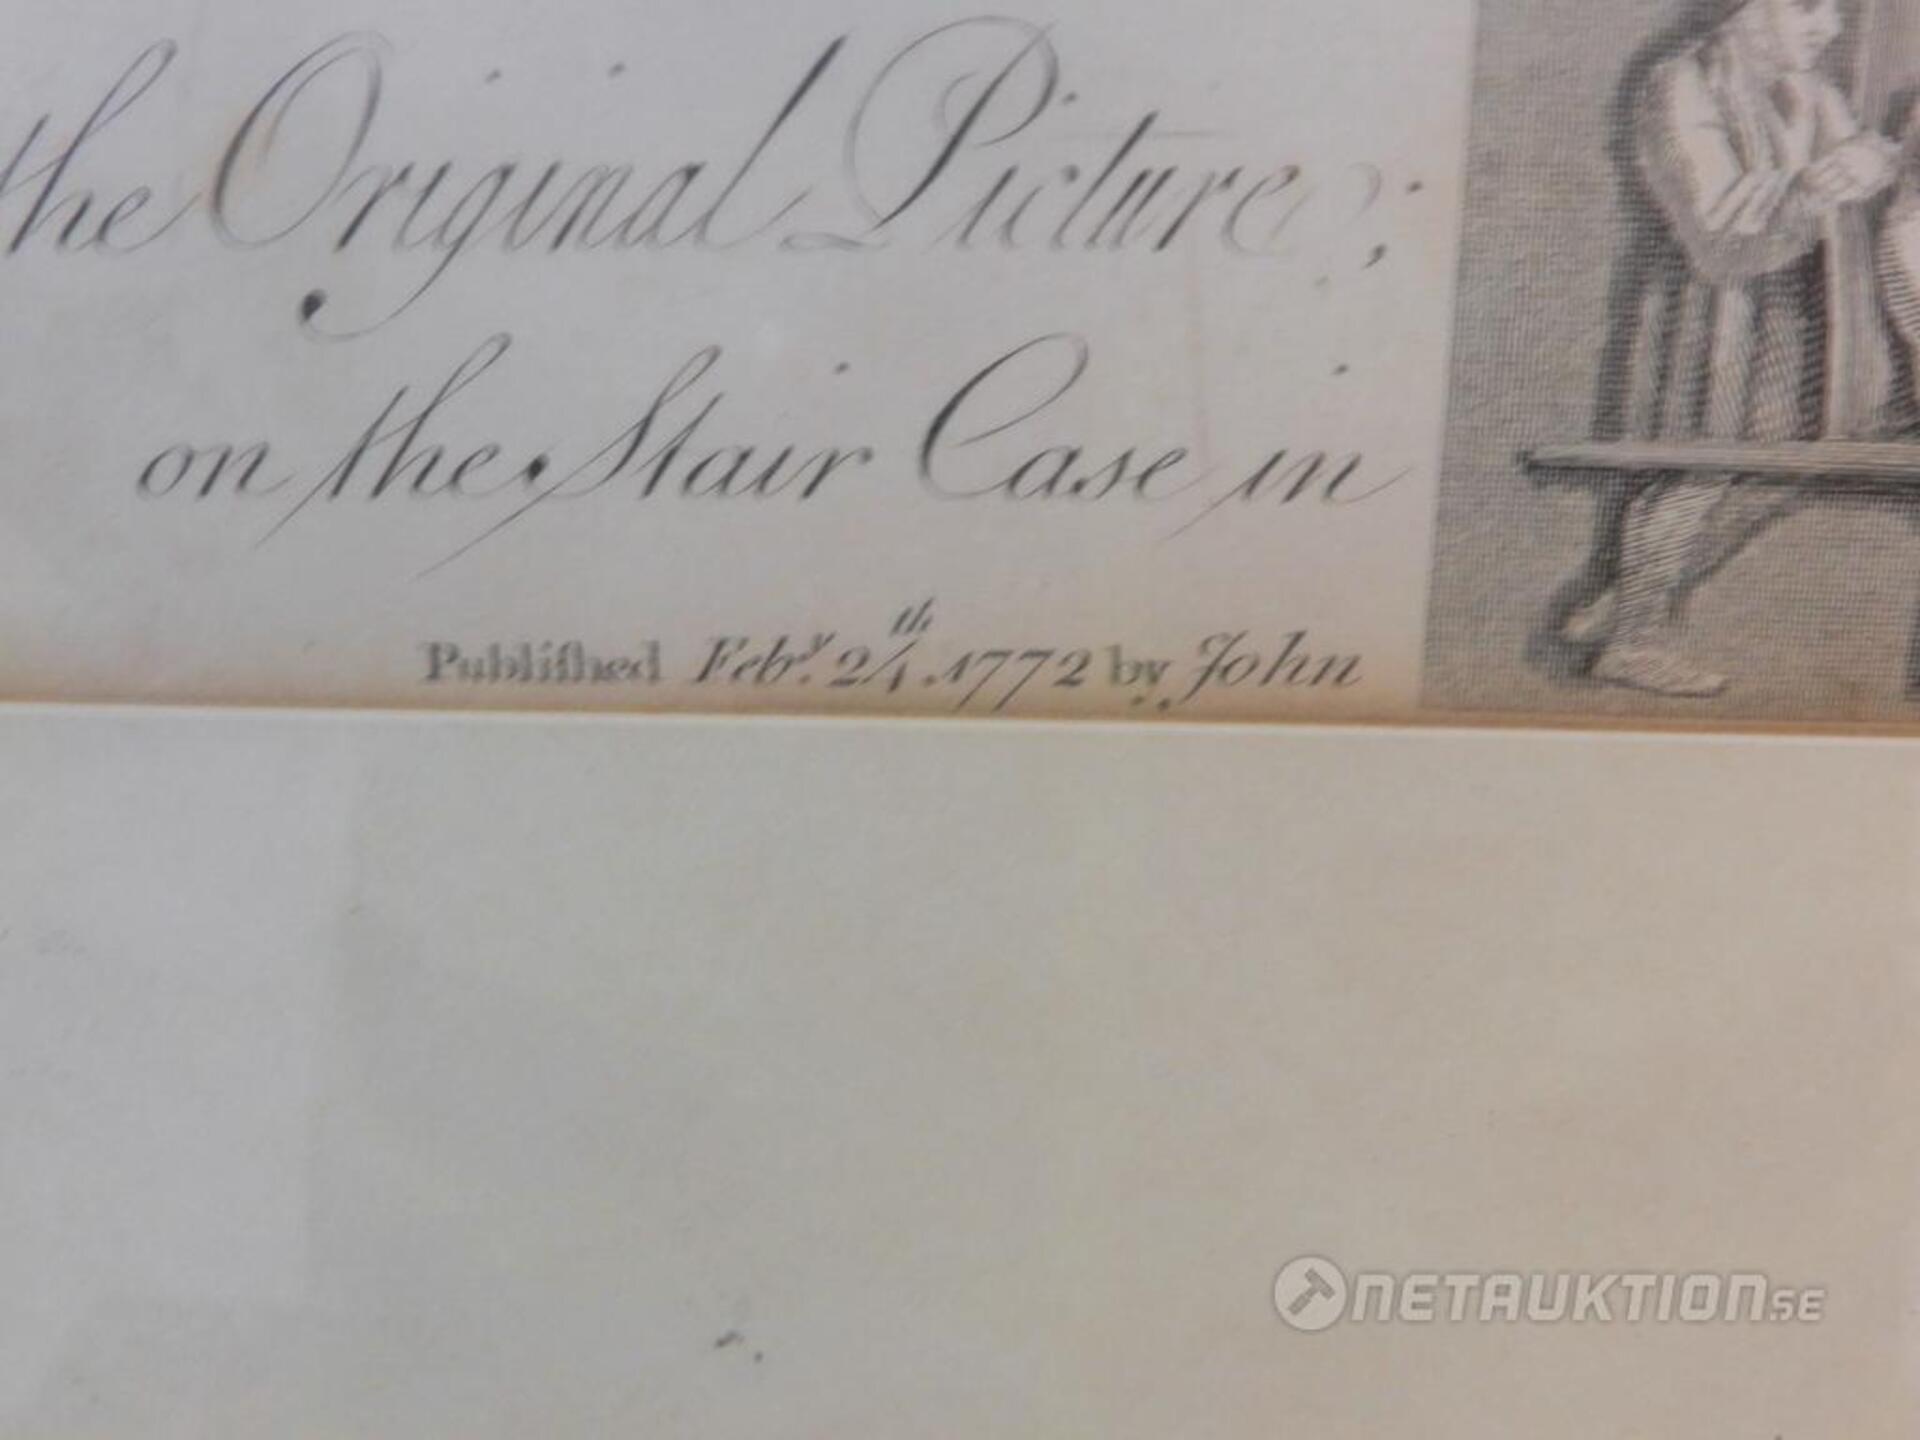 the Original Picture;
on the Stair Case in
Publiſhed Feb.y 24th. 1772 by John
NETAUKTION.SE